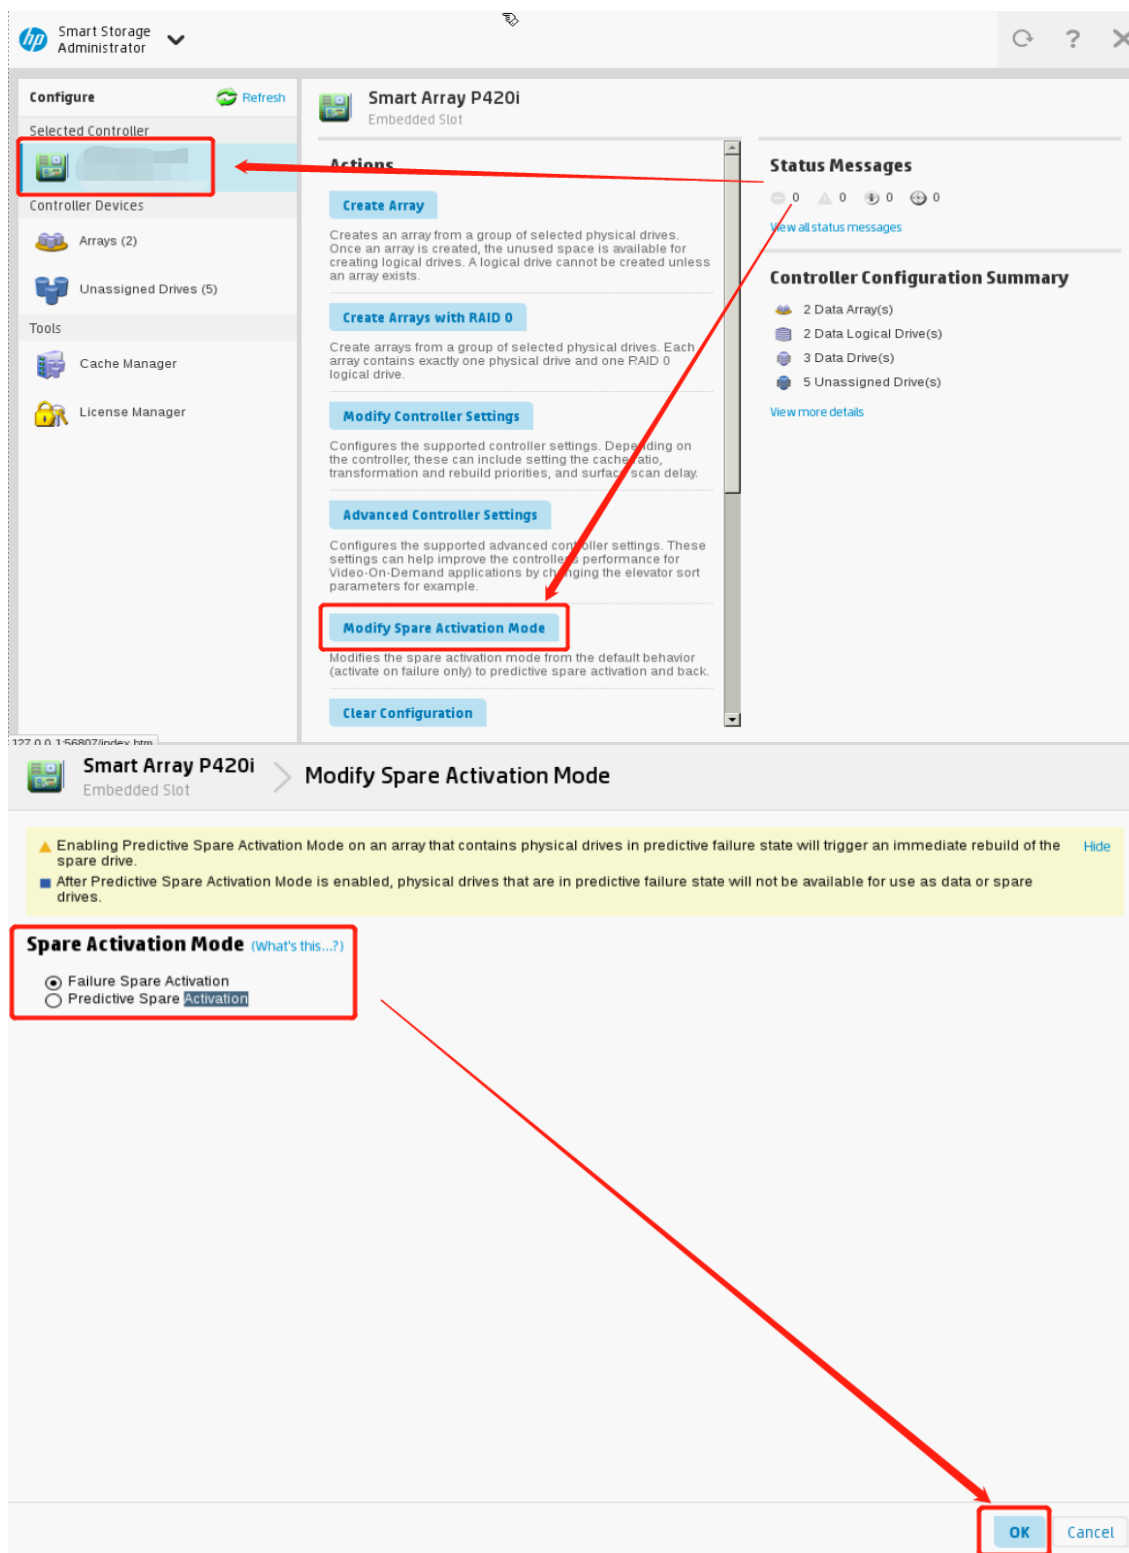 hp
Smart Storage
Administrator
?
Configure
Refresh
Selected Controller
Controller Devices
Arrays (2)
Unassigned Drives (5)
Tools
Cache Manager
License Manager
127.0.0.1:56807/index.htm
Smart Array P420i
Embedded Slot
Actions
Create Array
Creates an array from a group of selected physical drives.
Once an array is created, the unused space is available for
creating logical drives. A logical drive cannot be created unless
an array exists.
Create Arrays with RAID 0
Create arrays from a group of selected physical drives. Each
array contains exactly one physical drive and one RAID 0
logical drive.
Modify Controller Settings
Configures the supported controller settings. Depending on
the controller, these can include setting the cache ratio,
transformation and rebuild priorities, and surface scan delay.
Advanced Controller Settings
Configures the supported advanced controller settings. These
settings can help improve the controller's performance for
Video-On-Demand applications by changing the elevator sort
parameters for example.
Modify Spare Activation Mode
Modifies the spare activation mode from the default behavior
(activate on failure only) to predictive spare activation and back.
Clear Configuration
Status Messages
0 0 0 0
View all status messages
Controller Configuration Summary
2 Data Array(s)
2 Data Logical Drive(s)
3 Data Drive(s)
5 Unassigned Drive(s)
View more details
Smart Array P420i
Embedded Slot
Modify Spare Activation Mode
Enabling Predictive Spare Activation Mode on an array that contains physical drives in predictive failure state will trigger an immediate rebuild of the
spare drive.
Hide
After Predictive Spare Activation Mode is enabled, physical drives that are in predictive failure state will not be available for use as data or spare
drives.
Spare Activation Mode (What's this...?)
Failure Spare Activation
Predictive Spare Activation
OK
Cancel